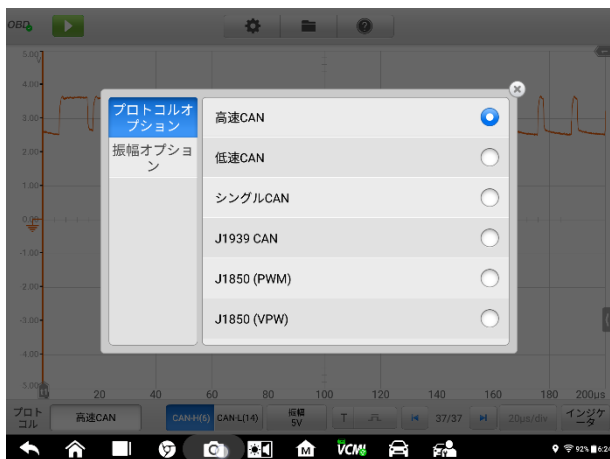 OBD
プロトコルオ
プション
振幅オプショ
ン
高速CAN
低速CAN
シングルCAN
J1939 CAN
J1850 (PWM)
J1850 (VPW)
5.00
4.00
3.00
2.00
1.00
0.00
-1.00
2.00
-3.00
4.00
5.00
20
40
60
80
100
120
140
160
180
200μs
プロト
コル
高速CAN
CAN-H(6)
CAN-L(14)
振幅
5V
T
37/37
20μs/div
インジケ
ータ
M
VCMI
92%
6:20